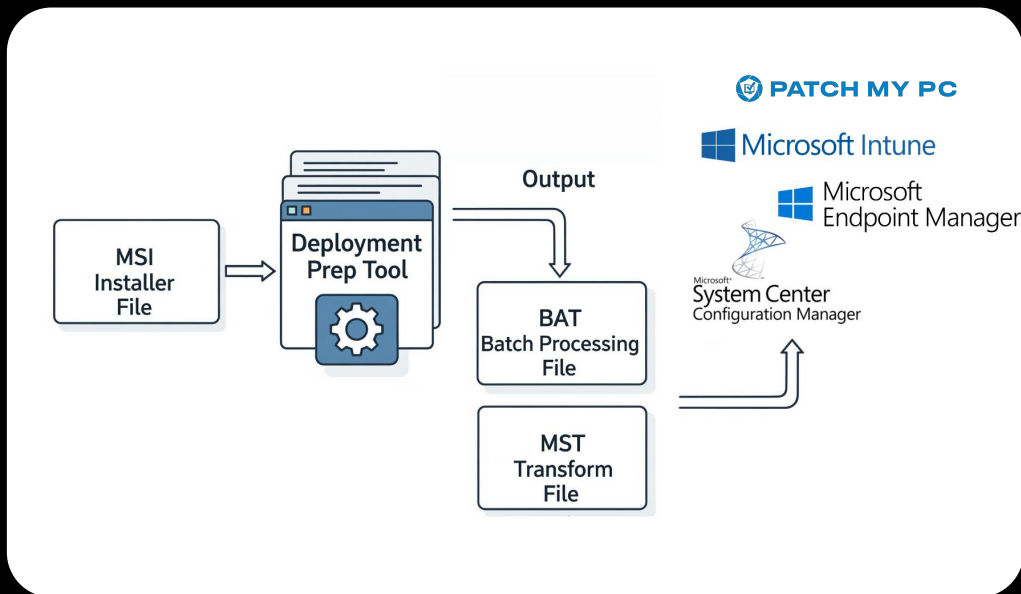 PATCH MY PC
Microsoft Intune
Microsoft
Endpoint Manager
Microsoft®
System Center
Configuration Manager
Output
MSI
Installer
File
Deployment
Prep Tool
BAT
Batch Processing
File
MST
Transform
File